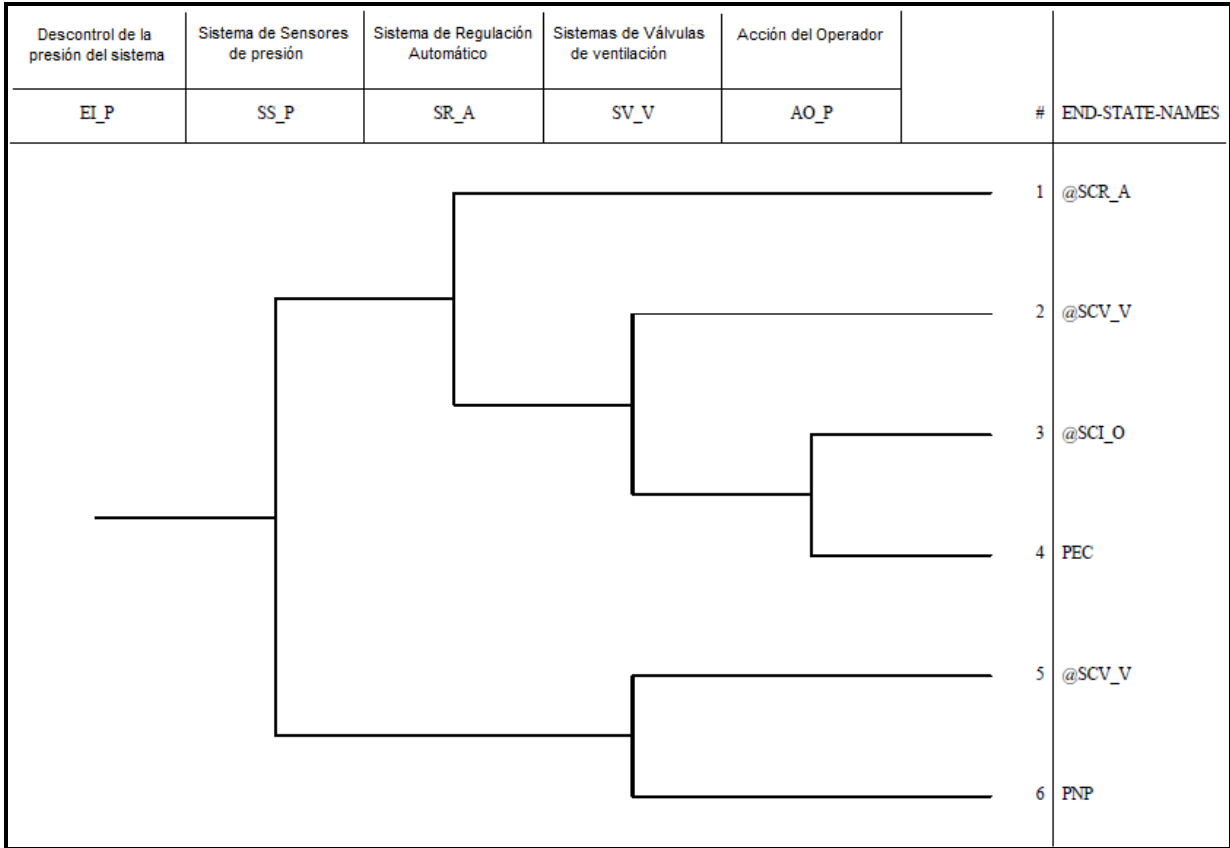 Descontrol de la
presión del sistema
Sistema de Sensores
de presión
Sistema de Regulación
Automático
Sistemas de Válvulas
de ventilación
Acción del Operador
EI_P
SS_P
SR_A
SV_V
AO_P
#
END-STATE-NAMES
1 @SCR_A
2 @SCV_V
3 @SCI_O
4 PEC
5 @SCV_V
6 PNP